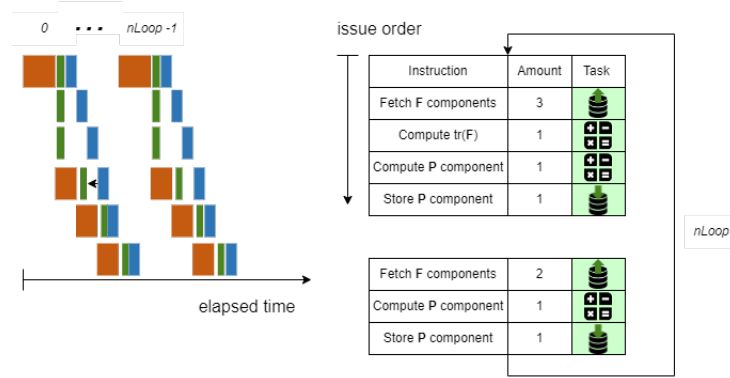 0 • • • nLoop -1
issue order
Instruction Amount Task
Fetch F components 3
Compute tr(F) 1
Compute P component 1
Store P component 1
nLoop
Fetch F components 2
Compute P component 1
Store P component 1
elapsed time